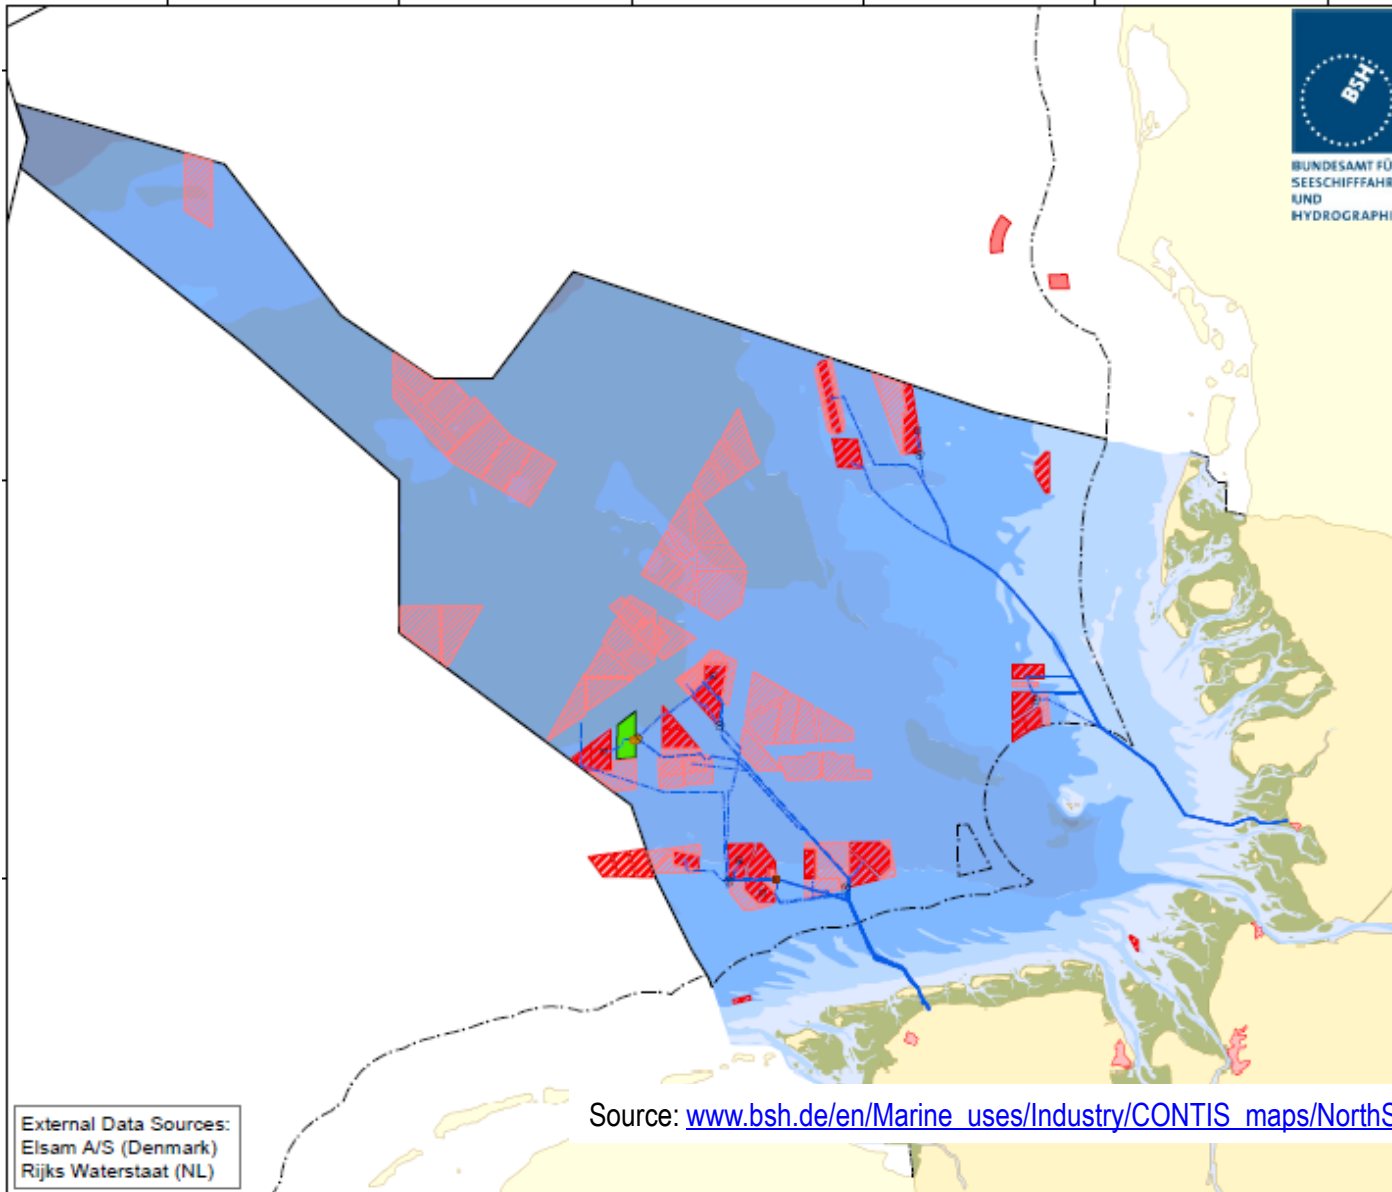 BSH
BUNDESAMT FÜ
SEESCHIFFFAHR
UND
HYDROGRAPHI
External Data Sources:
Elsam A/S (Denmark)
Rijks Waterstaat (NL)
Source: www.bsh.de/en/Marine_uses/Industry/CONTIS_maps/NorthS